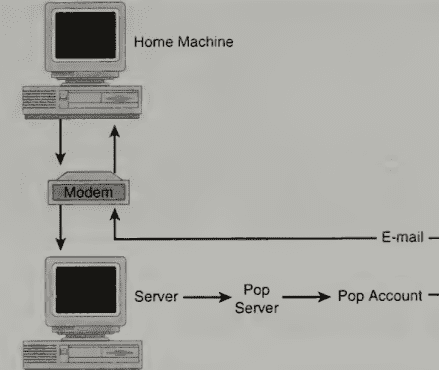 Home Machine
Modem
E-mail
Server
Pop
Server
Pop Account